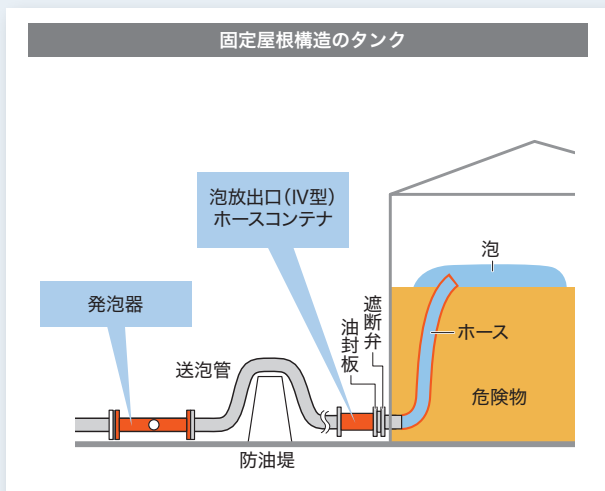 固定屋根構造のタンク
泡放出口(Ⅳ型)
ホースコンテナ
泡
発泡器
遮断弁
油封板
ホース
送泡管
危険物
防油堤